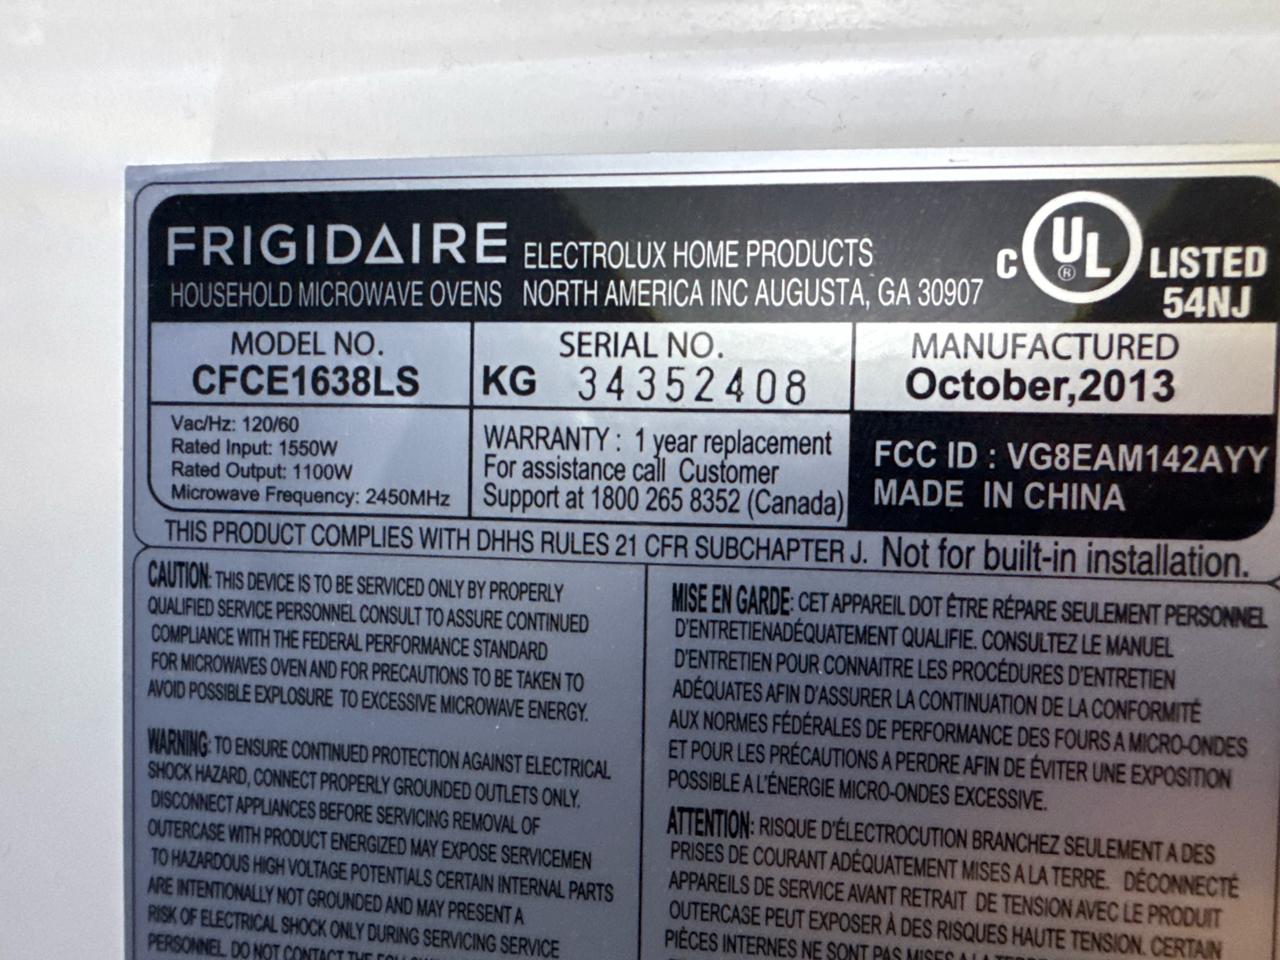 FRIGIDAIRE ELECTROLUX HOME PRODUCTS
HOUSEHOLD MICROWAVE OVENS NORTH AMERICA INC AUGUSTA, GA 30907
C UL ® LISTED
54NJ
MODEL NO.
CFCE1638LS
SERIAL NO.
KG 34352408
MANUFACTURED
October,2013
Vac/Hz: 120/60
Rated Input: 1550W
Rated Output: 1100W
Microwave Frequency: 2450MHz
WARRANTY : 1 year replacement
For assistance call Customer
Support at 1800 265 8352 (Canada)
FCC ID : VG8EAM142AYY
MADE IN CHINA
THIS PRODUCT COMPLIES WITH DHHS RULES 21 CFR SUBCHAPTER J. Not for built-in installation.
CAUTION: THIS DEVICE IS TO BE SERVICED ONLY BY PROPERLY
QUALIFIED SERVICE PERSONNEL CONSULT TO ASSURE CONTINUED
COMPLIANCE WITH THE FEDERAL PERFORMANCE STANDARD
FOR MICROWAVES OVEN AND FOR PRECAUTIONS TO BE TAKEN TO
AVOID POSSIBLE EXPLOSURE TO EXCESSIVE MICROWAVE ENERGY.
WARNING: TO ENSURE CONTINUED PROTECTION AGAINST ELECTRICAL
SHOCK HAZARD, CONNECT PROPERLY GROUNDED OUTLETS ONLY.
DISCONNECT APPLIANCES BEFORE SERVICING REMOVAL OF
OUTERCASE WITH PRODUCT ENERGIZED MAY EXPOSE SERVICEMEN
TO HAZARDOUS HIGH VOLTAGE POTENTIALS CERTAIN INTERNAL PARTS
ARE INTENTIONALLY NOT GROUNDED AND MAY PRESENT A
RISK OF ELECTRICAL SHOCK ONLY DURING SERVICING SERVICE
PERSONNEL. DO NOT CONTACT THE
MISE EN GARDE: CET APPAREIL DOT ÊTRE RÉPARE SEULEMENT PERSONNEL
D'ENTRETIENADÉQUATEMENT QUALIFIE. CONSULTEZ LE MANUEL
D'ENTRETIEN POUR CONNAITRE LES PROCÉDURES D'ENTRETIEN
ADÉQUATES AFIN D'ASSURER LA CONTINUATION DE LA CONFORMITÉ
AUX NORMES FÉDÉRALES DE PERFORMANCE DES FOURS A MICRO-ONDES
ET POUR LES PRÉCAUTIONS A PERDRE AFIN DE ÉVITER UNE EXPOSITION
POSSIBLE A L'ÉNERGIE MICRO-ONDES EXCESSIVE.
ATTENTION: RISQUE D'ÉLECTROCUTION BRANCHEZ SEULEMENT A DES
PRISES DE COURANT ADÉQUATEMENT MISES A LA TERRE. DÉCONNECTÉ
APPAREILS DE SERVICE AVANT RETRAIT DE TENSION AVEC LE PRODUIT
OUTERCASE PEUT EXPOSER À DES RISQUES HAUTE TENSION. CERTAIN
PIÈCES INTERNES NE SONT PAS MISES A LA